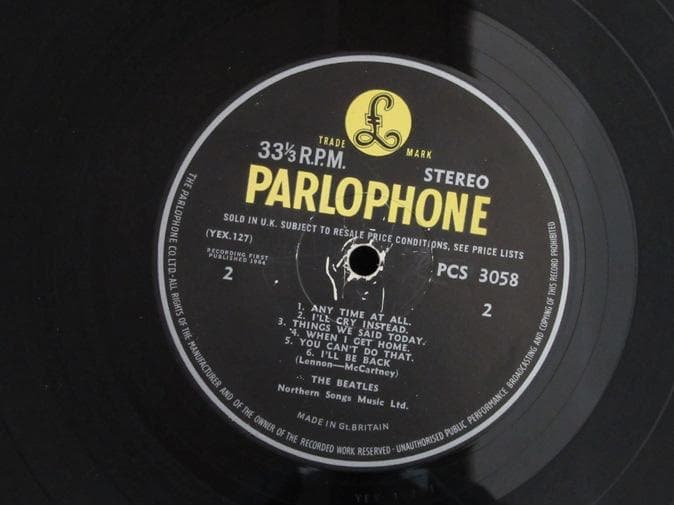 £
TRADE MARK
33⅓ R.P.M.
STEREO
PARLOPHONE
SOLD IN U.K. SUBJECT TO RESALE PRICE CONDITIONS, SEE PRICE LISTS
(YEX.127)
RECORDING FIRST
PUBLISHED 1964
PCS 3058
2
2
1. ANY TIME AT ALL.
2. I'LL CRY INSTEAD.
3. THINGS WE SAID TODAY.
4. WHEN I GET HOME.
5. YOU CAN'T DO THAT.
6. I'LL BE BACK
(Lennon—McCartney)
THE BEATLES
Northern Songs Music Ltd.
MADE IN Gt. BRITAIN
THE PARLOPHONE CO. LTD.-ALL RIGHTS OF THE MANUFACTURER AND OF THE OWNER OF THE RECORDED WORK RESERVED · UNAUTHORISED PUBLIC PERFORMANCE BROADCASTING AND COPYING OF THIS RECORD PROHIBITED